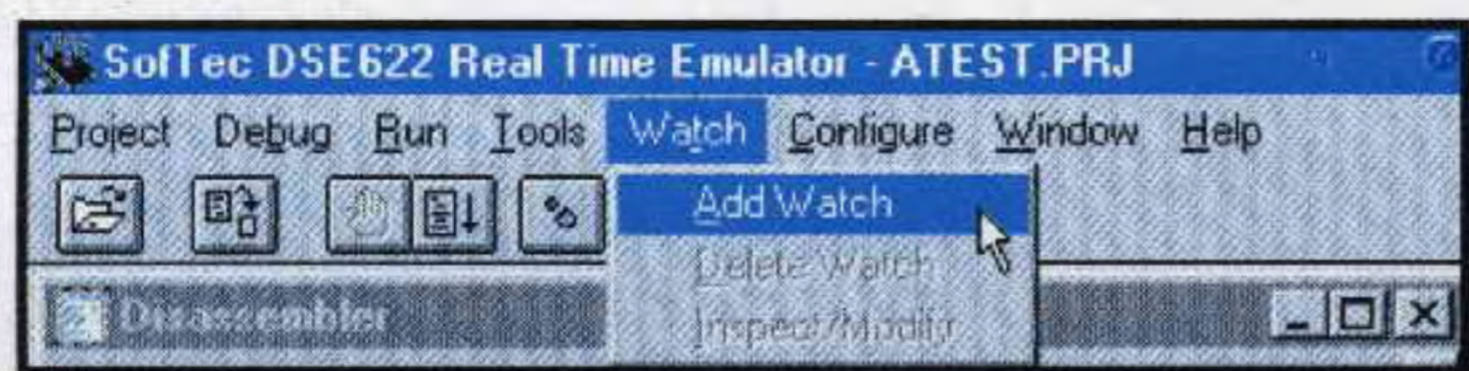 SofTec DSE622 Real Time Emulator - ATEST.PRJ
Project Debug Run Tools Watch Configure Window Help
Add Watch
Delete Watch
Disassembler
Inspect/Modify